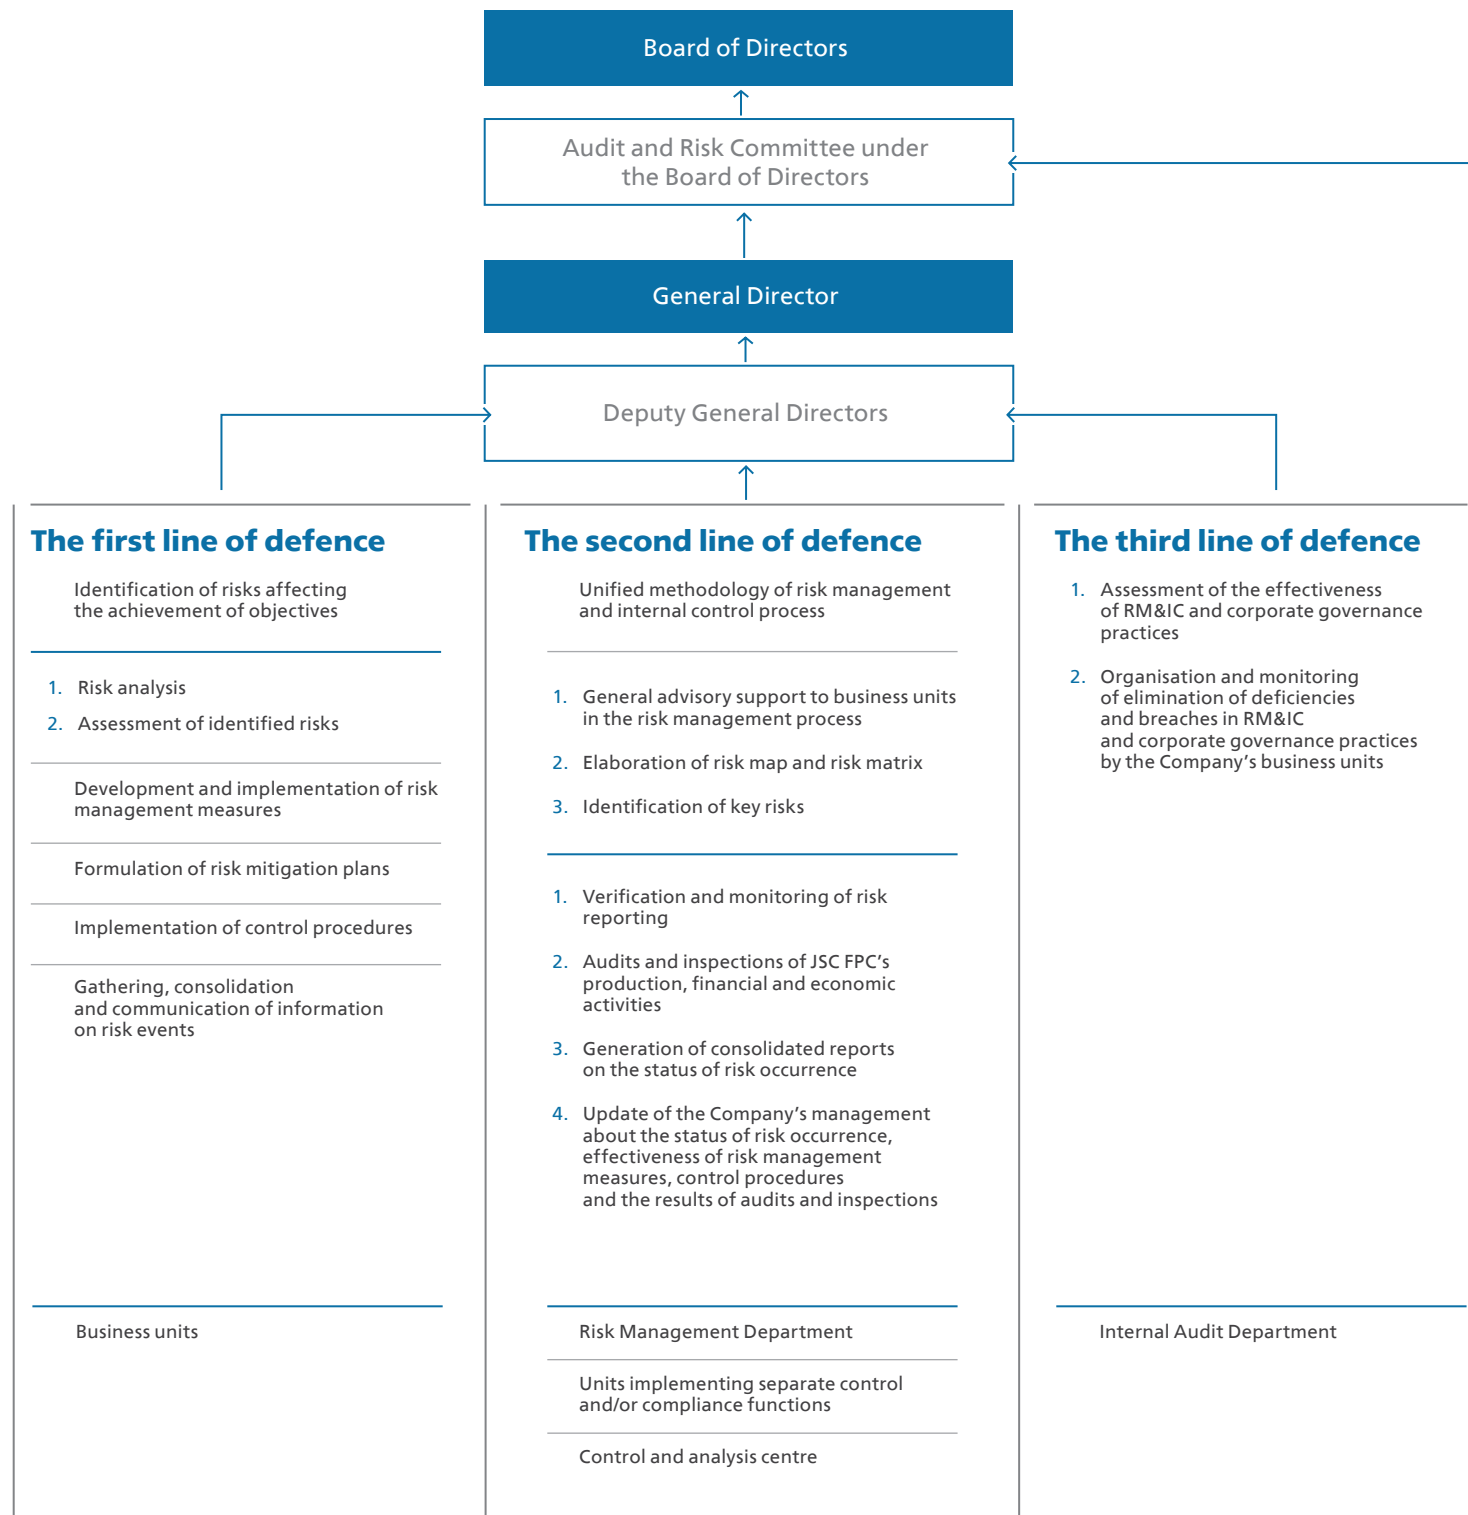 Board of Directors
Audit and Risk Committee under
the Board of Directors
General Director
Deputy General Directors
The first line of defence
Identification of risks affecting
the achievement of objectives
1. Risk analysis
2. Assessment of identified risks
Development and implementation of risk
management measures
Formulation of risk mitigation plans
Implementation of control procedures
Gathering, consolidation
and communication of information
on risk events
Business units
The second line of defence
Unified methodology of risk management
and internal control process
1. General advisory support to business units
in the risk management process
2. Elaboration of risk map and risk matrix
3. Identification of key risks
1. Verification and monitoring of risk
reporting
2. Audits and inspections of JSC FPC's
production, financial and economic
activities
3. Generation of consolidated reports
on the status of risk occurrence
4. Update of the Company's management
about the status of risk occurrence,
effectiveness of risk management
measures, control procedures
and the results of audits and inspections
Risk Management Department
Units implementing separate control
and/or compliance functions
Control and analysis centre
The third line of defence
1. Assessment of the effectiveness
of RM&IC and corporate governance
practices
2. Organisation and monitoring
of elimination of deficiencies
and breaches in RM&IC
and corporate governance practices
by the Company's business units
Internal Audit Department